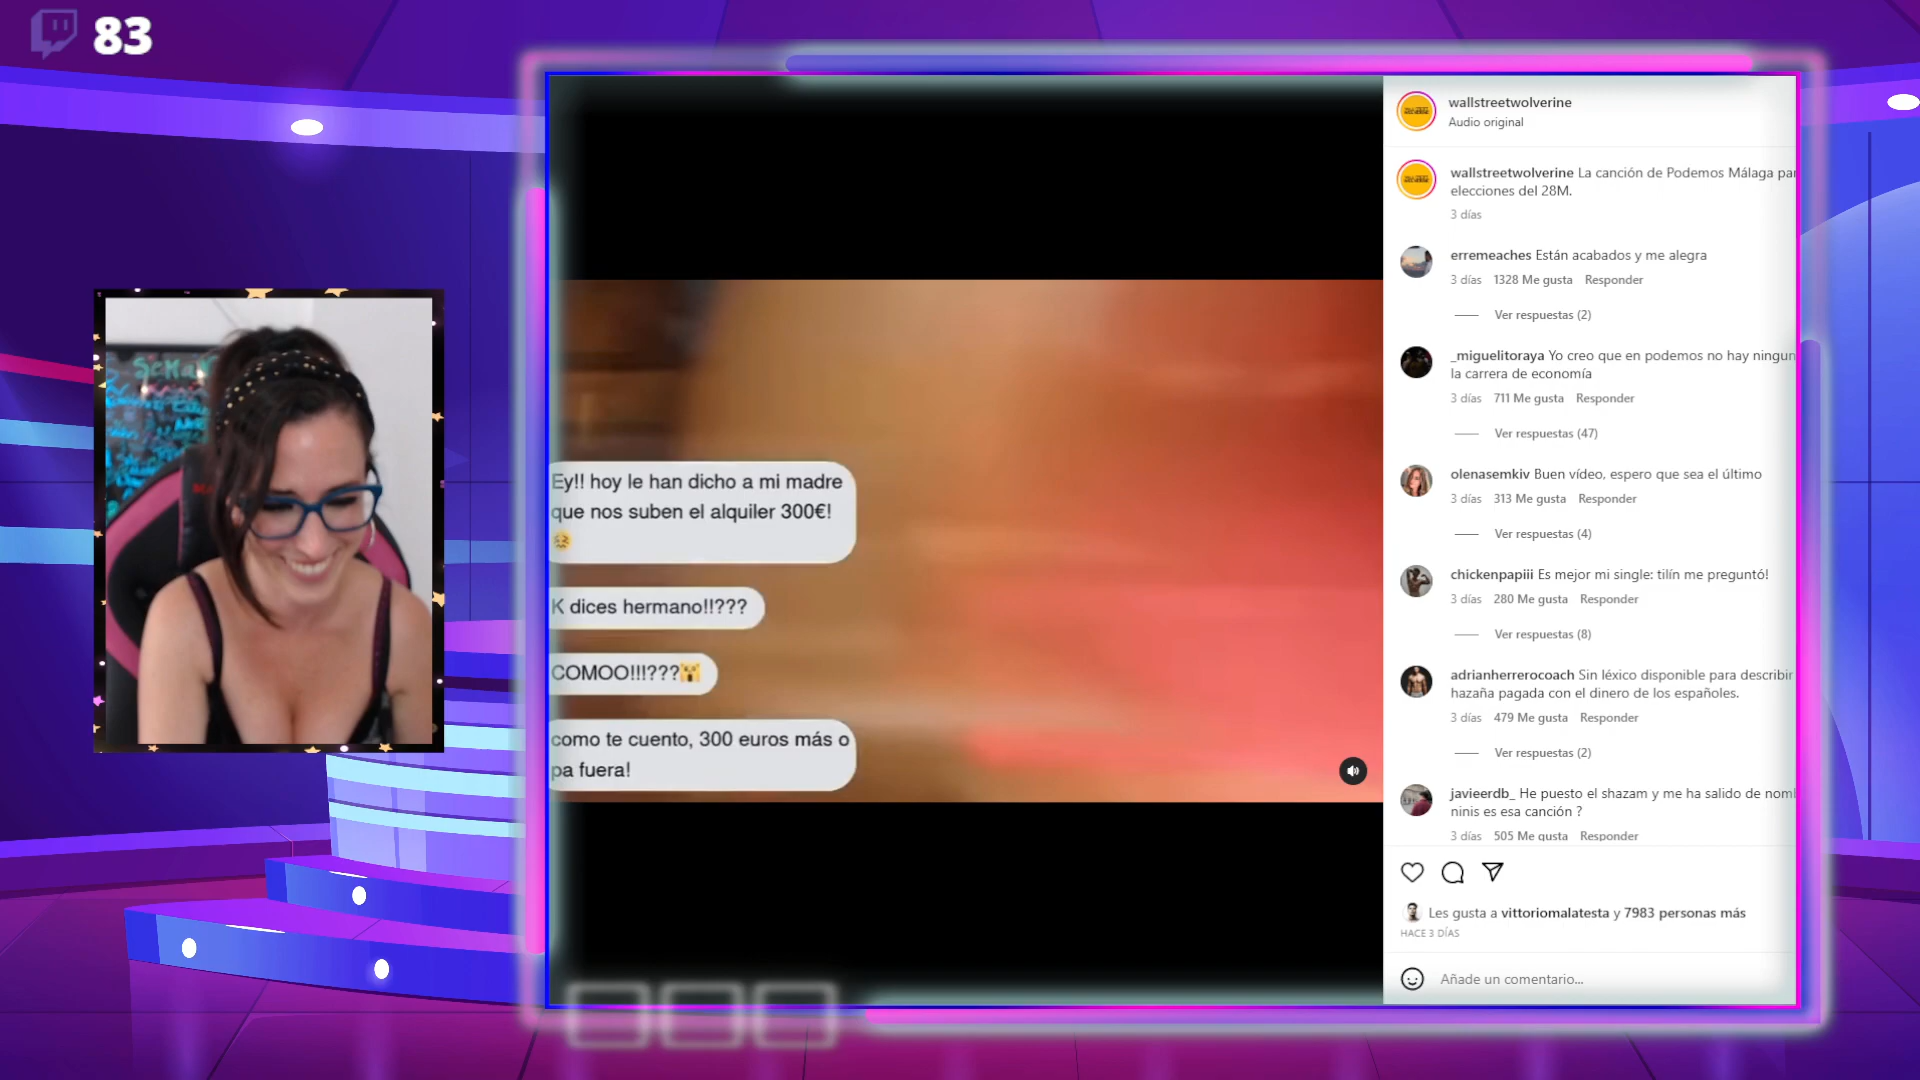 83
Ey!! hoy le han dicho a mi madre
que nos suben el alquiler 300€!
K dices hermano!!???
COMOO!!!???
como te cuento, 300 euros más o
pa fuera!
wallstreetwolverine
Audio original
wallstreetwolverine La canción de Podemos Málaga
elecciones del 28M.
3 días
erremeaches Están acabados y me alegra
3 días 1328 Me gusta Responder
Ver respuestas (2)
_miguelitoraya Yo creo que en podemos no hay ningun
la carrera de economía
3 días 711 Me gusta Responder
Ver respuestas (47)
olenasemkiv Buen vídeo, espero que sea el último
3 días 313 Me gusta Responder
Ver respuestas (4)
chickenpapiii Es mejor mi single: tilín me preguntó!
3 días 280 Me gusta Responder
Ver respuestas (8)
adrianherrerocoach Sin léxico disponible para describir
hazaña pagada con el dinero de los españoles.
3 días 479 Me gusta Responder
Ver respuestas (2)
javieerdb_ He puesto el shazam y me ha salido de
ninis es esa canción ?
3 días 505 Me gusta Responder
Les gusta a vittoriomalatesta y 7983 personas más
HACE 3 DÍAS
Añade un comentario...